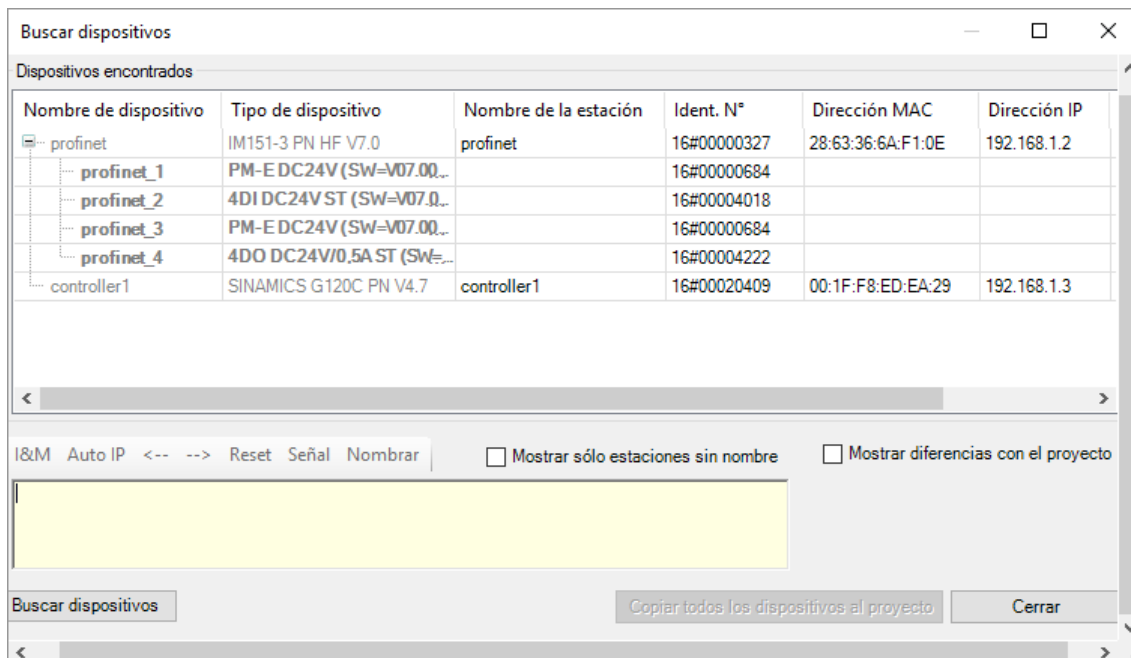 Buscar dispositivos
Dispositivos encontrados
Nombre de dispositivo Tipo de dispositivo Nombre de la estación Ident. N° Dirección MAC Dirección IP
profinet IM151-3 PN HF V7.0 profinet 16#00000327 28:63:36:6A:F1:0E 192.168.1.2
profinet_1 PM-E DC24V (SW=V07.00,... 16#00000684
profinet_2 4DI DC24V ST (SW=V07.0... 16#00004018
profinet_3 PM-E DC24V (SW=V07.00,... 16#00000684
profinet_4 4DO DC24V/0,5A ST (SW=... 16#00004222
controller1 SINAMICS G120C PN V4.7 controller1 16#00020409 00:1F:F8:ED:EA:29 192.168.1.3
I&M Auto IP <-- --> Reset Señal Nombrar Mostrar sólo estaciones sin nombre Mostrar diferencias con el proyecto
Buscar dispositivos Copiar todos los dispositivos al proyecto Cerrar